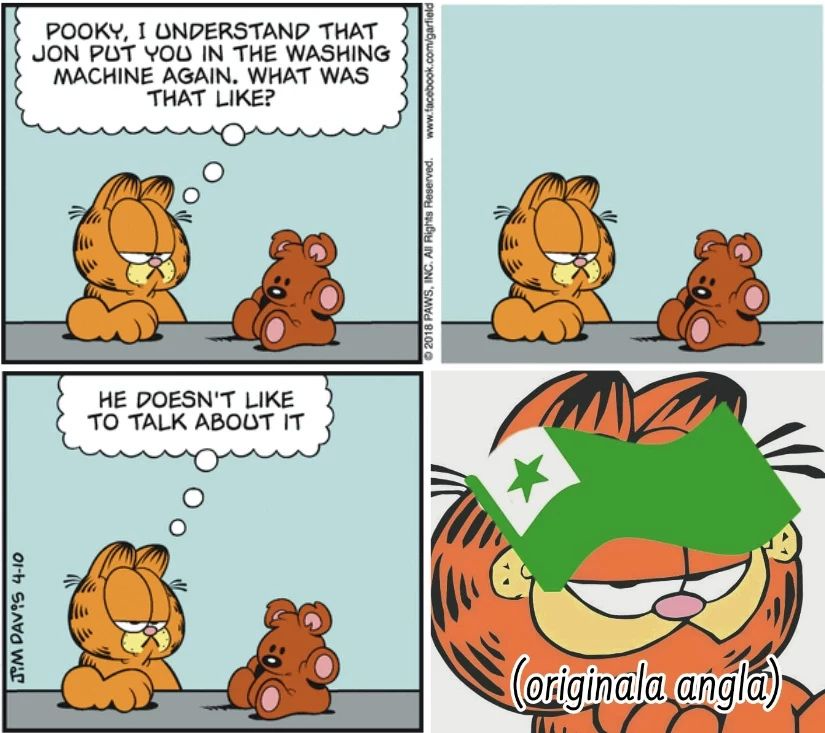 POOKY, I UNDERSTAND THAT
JON PUT YOU IN THE WASHING
MACHINE AGAIN. WHAT WAS
THAT LIKE?
© 2018 PAWS, INC. All Rights Reserved. www.facebook.com/garfield
HE DOESN'T LIKE
TO TALK ABOUT IT
JIM DAVIS 4-10
(originala angla)